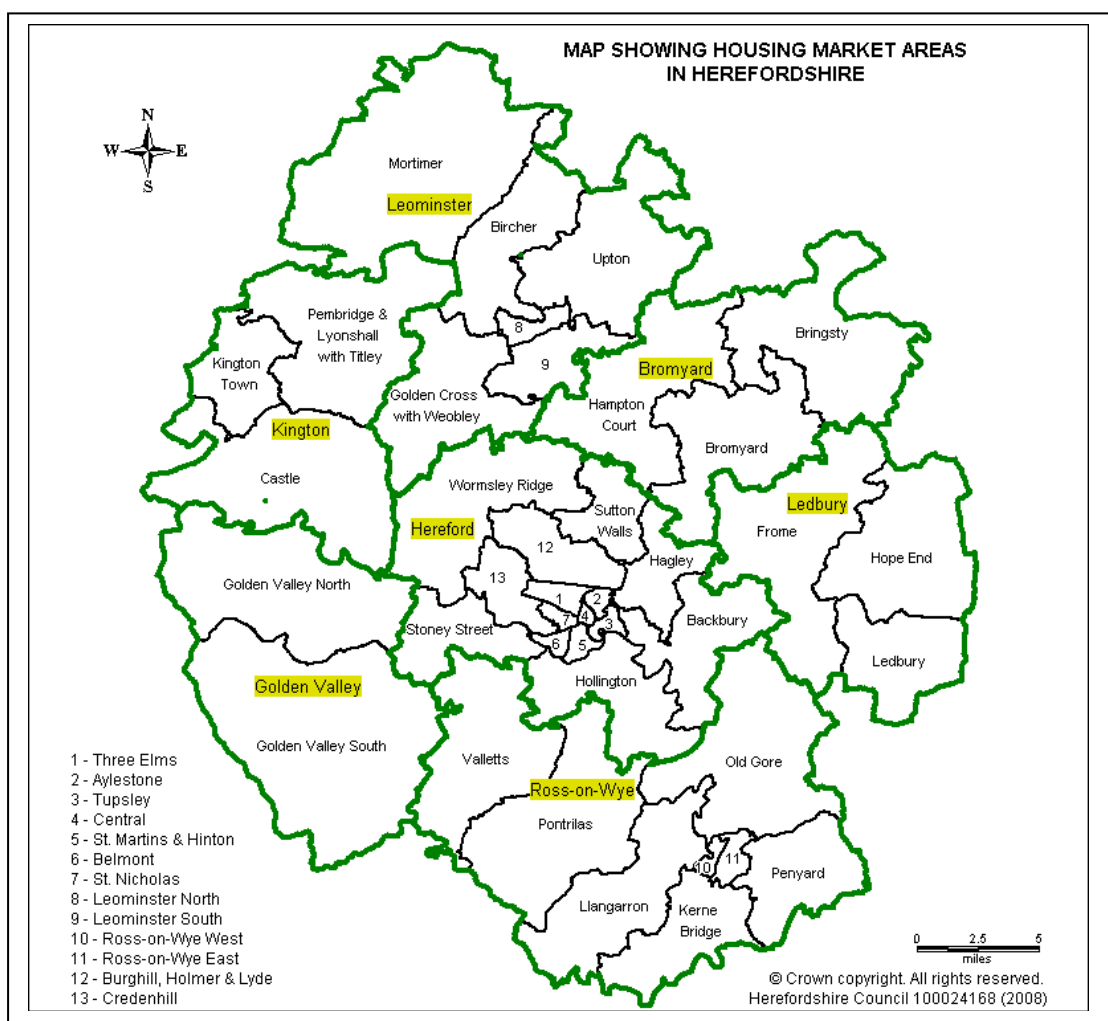 MAP SHOWING HOUSING MARKET AREAS
IN HEREFORDSHIRE
N
W E
S
Mortimer
Leominster
Bircher
Upton
Pembridge &
Lyonshall
with Titley
Kington
Town
8
9
Bringsty
Bromyard
Golden Cross
with Weobley
Hampton
Court
Bromyard
Kington
Castle
Wormsley Ridge
Sutton
Walls
Ledbury
Frome
Hereford
12
Hagley
Hope End
Golden Valley North
13
1
2
7
4
3
6
5
Stoney Street
Backbury
Ledbury
Hollington
Golden Valley
Golden Valley South
Valletts
Old Gore
Ross-on-Wye
Pontrilas
10
11
Penyard
Llangarron
Kerne
Bridge
1 - Three Elms
2 - Aylestone
3 - Tupsley
4 - Central
5 - St. Martins & Hinton
6 - Belmont
7 - St. Nicholas
8 - Leominster North
9 - Leominster South
10 - Ross-on-Wye West
11 - Ross-on-Wye East
12 - Burghill, Holmer & Lyde
13 - Credenhill
0 2.5 5
miles
© Crown copyright. All rights reserved.
Herefordshire Council 100024168 (2008)